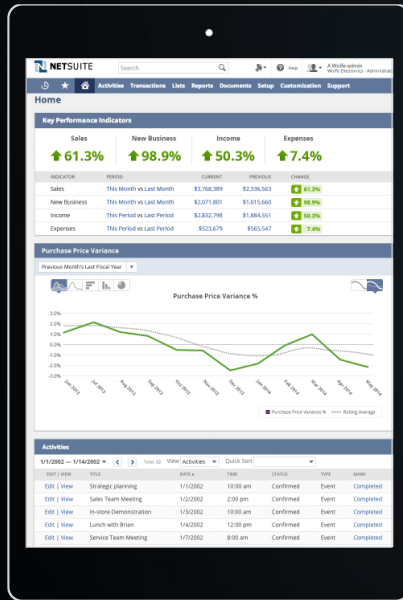 NETSUITE
Search
Help
A Wolfe-admin
Wolfe Electronics - Administrator
Activities Transactions Lists Reports Documents Setup Customization Support
Home
Key Performance Indicators
Sales New Business Income Expenses
61.3% 98.9% 50.3% 7.4%
INDICATOR PERIOD CURRENT PREVIOUS CHANGE
Sales This Month vs Last Month $3,768,389 $2,336,563 61.3%
New Business This Month vs Last Month $2,071,801 $1,015,660 98.9%
Income This Period vs Last Period $2,832,798 $1,884,551 50.3%
Expenses This Period vs Last Period $523,679 $565,547 7.4%
Purchase Price Variance
Previous Month's Last Fiscal Year
Purchase Price Variance %
3.0%
2.0%
1.0%
-0.0%
-1.0%
-2.0%
-3.0%
Jun 2013 Jul 2013 Aug 2013 Sep 2013 Oct 2013 Nov 2013 Dec 2013 Jan 2014 Feb 2014 Mar 2014 Apr 2014 May 2014
Purchase Price Variance % Rolling Average
Activities
1/1/2002 — 1/14/2002 Total 32 View Activities Quick Sort
EDIT | VIEW TITLE DATE TIME STATUS TYPE MARK
Edit | View Strategic planning 1/1/2002 10:00 am Confirmed Event Completed
Edit | View Sales Team Meeting 1/2/2002 2:00 pm Confirmed Event Completed
Edit | View In-store Demonstration 1/3/2002 10:00 am Confirmed Event Completed
Edit | View Lunch with Brian 1/4/2002 12:00 pm Confirmed Event Completed
Edit | View Service Team Meeting 1/7/2002 8:00 am Confirmed Event Completed